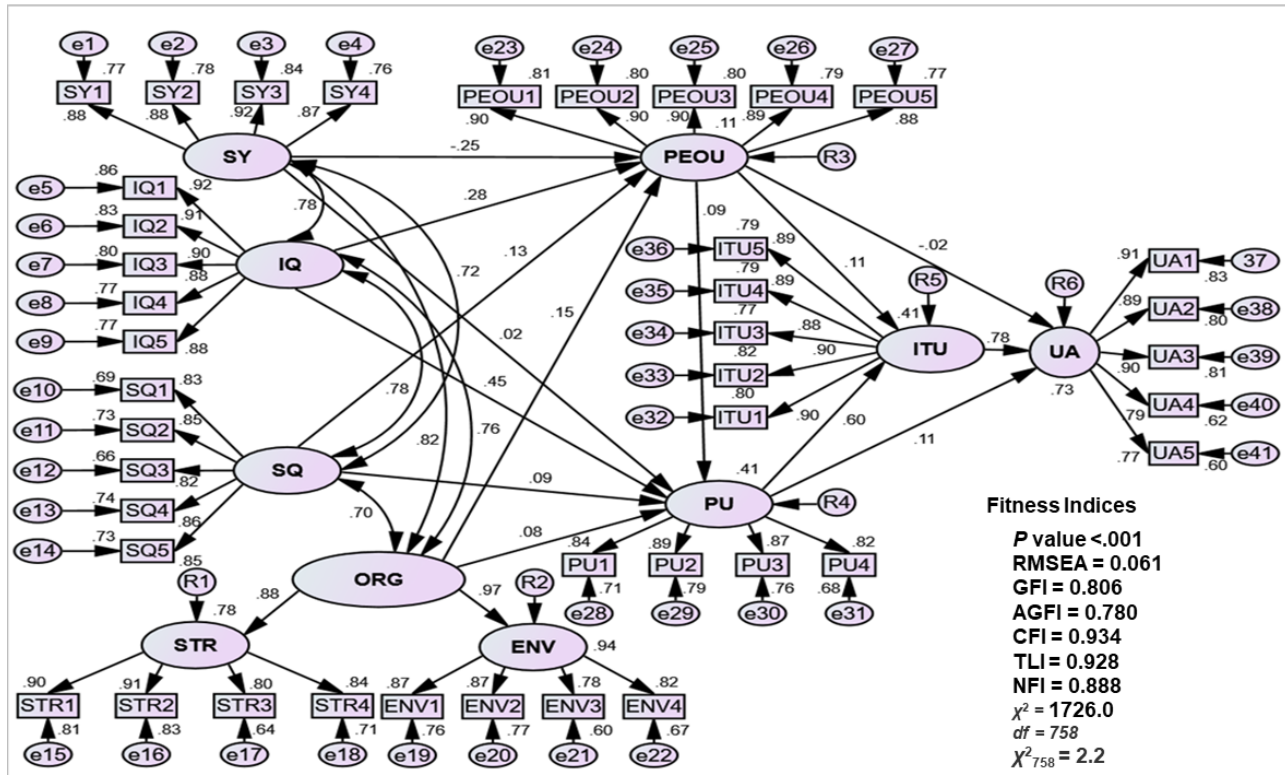 e1 e2 e3 e4 e23 e24 e25 e26 e27
.77 .78 .84 .76 .81 .80 .80 .79 .77
SY1 SY2 SY3 SY4 PEOU1 PEOU2 PEOU3 PEOU4 PEOU5
.88 .88 .92 .87 .90 .90 .90 .89 .88
.11
SY -.25 PEOU R3
e5 .86 IQ1 .92
e6 .83 IQ2 .91
e7 .80 IQ3 .90
e8 .77 IQ4 .88
e9 .77 IQ5 .88
IQ
.78 .28 .09
.72 .13 .11 -.02
.15 .02 .45
.78 .82 .76
e36 .79 ITU5 .89
e35 .79 ITU4 .89
e34 .77 ITU3 .88
e33 .82 ITU2 .90
e32 .80 ITU1 .90
R5 R6
.41
ITU .78 UA
.73
.91 UA1 .83 37
.89 UA2 .80 e38
.90 UA3 .81 e39
.79 UA4 .62 e40
.77 UA5 .60 e41
.60 .11
e10 .69 SQ1 .83
e11 .73 SQ2 .85
e12 .66 SQ3 .82
e13 .74 SQ4 .86
e14 .73 SQ5 .85
SQ .09 .41
PU R4
.70 .08
.84 .89 .87 .82
PU1 PU2 PU3 PU4
.71 .79 .76 .68
e28 e29 e30 e31
ORG
R1 .88 .97 R2
.78 .94
STR ENV
.90 .91 .80 .84 .87 .87 .78 .82
STR1 STR2 STR3 STR4 ENV1 ENV2 ENV3 ENV4
.81 .83 .64 .71 .76 .77 .60 .67
e15 e16 e17 e18 e19 e20 e21 e22
Fitness Indices
P value <.001
RMSEA = 0.061
GFI = 0.806
AGFI = 0.780
CFI = 0.934
TLI = 0.928
NFI = 0.888
χ² = 1726.0
df = 758
χ²₇₅₈ = 2.2